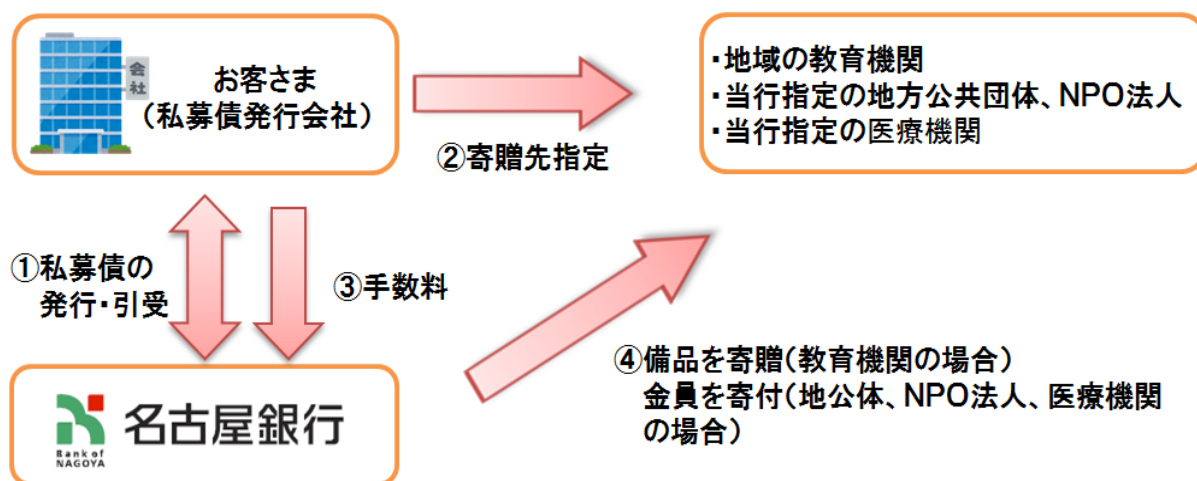 会
社
お客さま
（私募債発行会社）
・地域の教育機関
・当行指定の地方公共団体、NPO法人
・当行指定の医療機関
②寄贈先指定
①私募債の
発行・引受
③手数料
④備品を寄贈（教育機関の場合）
金員を寄付（地公体、NPO法人、医療機関
の場合）
名古屋銀行
Bank of
NAGOYA